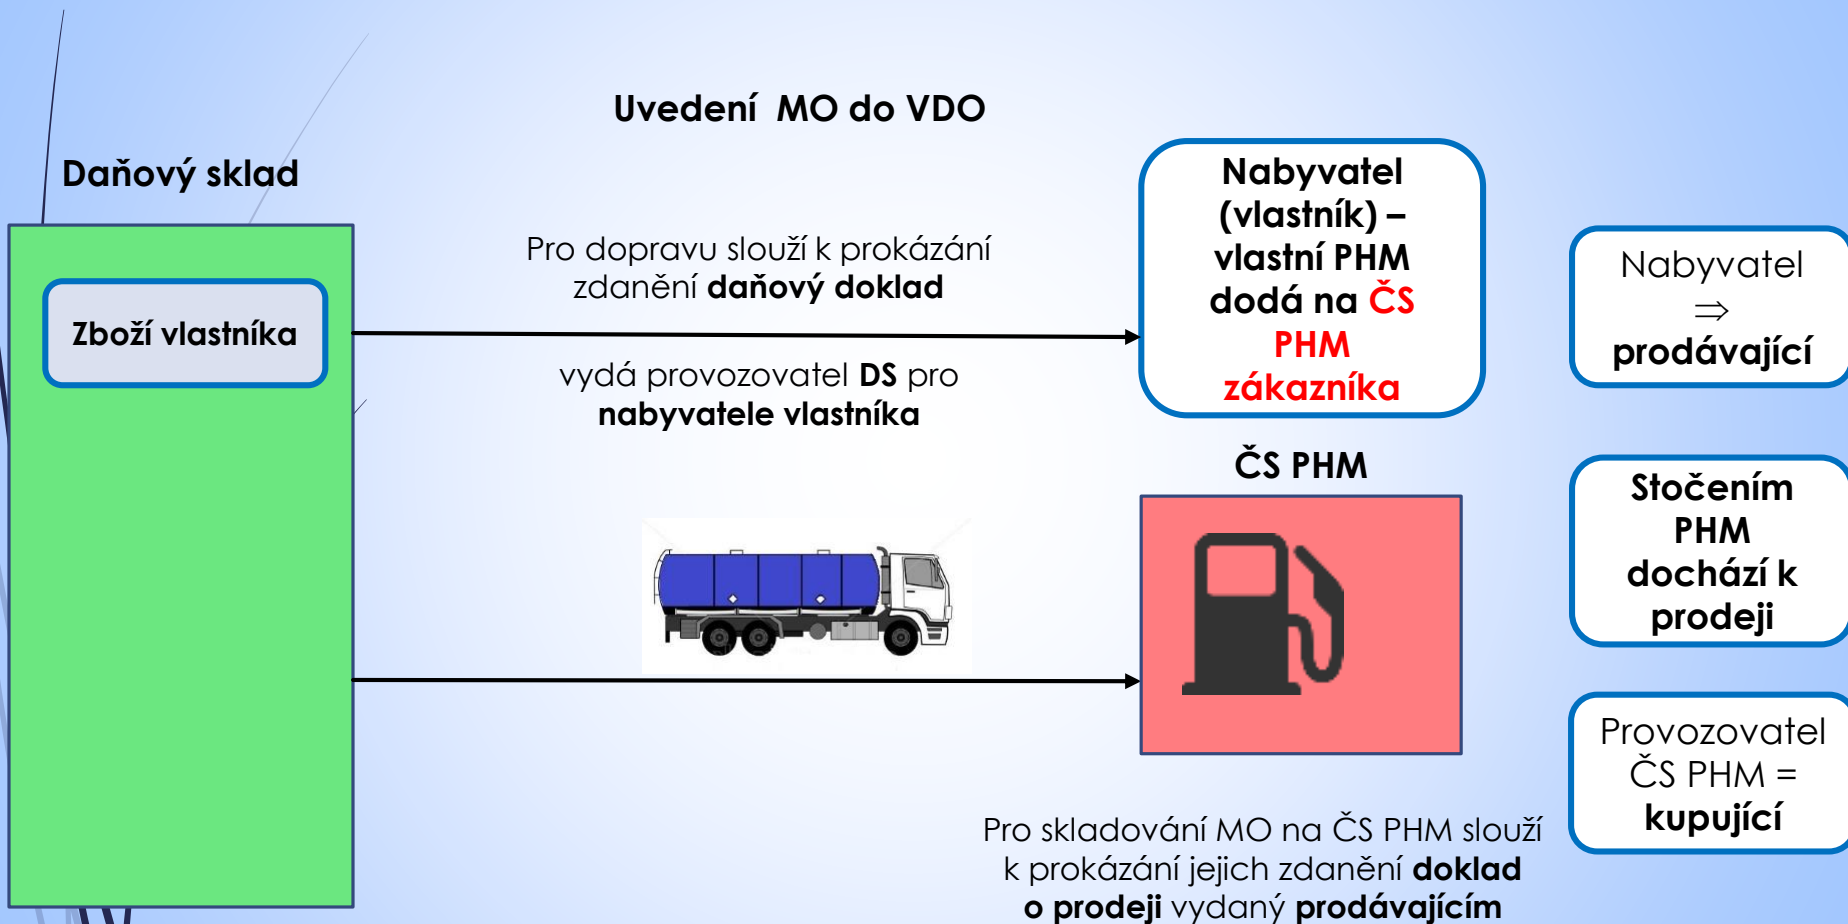 Uvedení MO do VDO
Daňový sklad
Zboží vlastníka
Pro dopravu slouží k prokázání
zdanění daňový doklad
vydá provozovatel DS pro
nabyvatele vlastníka
Nabyvatel
(vlastník) –
vlastní PHM
dodá na ČS
PHM
zákazníka
ČS PHM
Pro skladování MO na ČS PHM slouží
k prokázání jejich zdanění doklad
o prodeji vydaný prodávajícím
Nabyvatel
⇒
prodávající
Stočením
PHM
dochází k
prodeji
Provozovatel
ČS PHM =
kupující